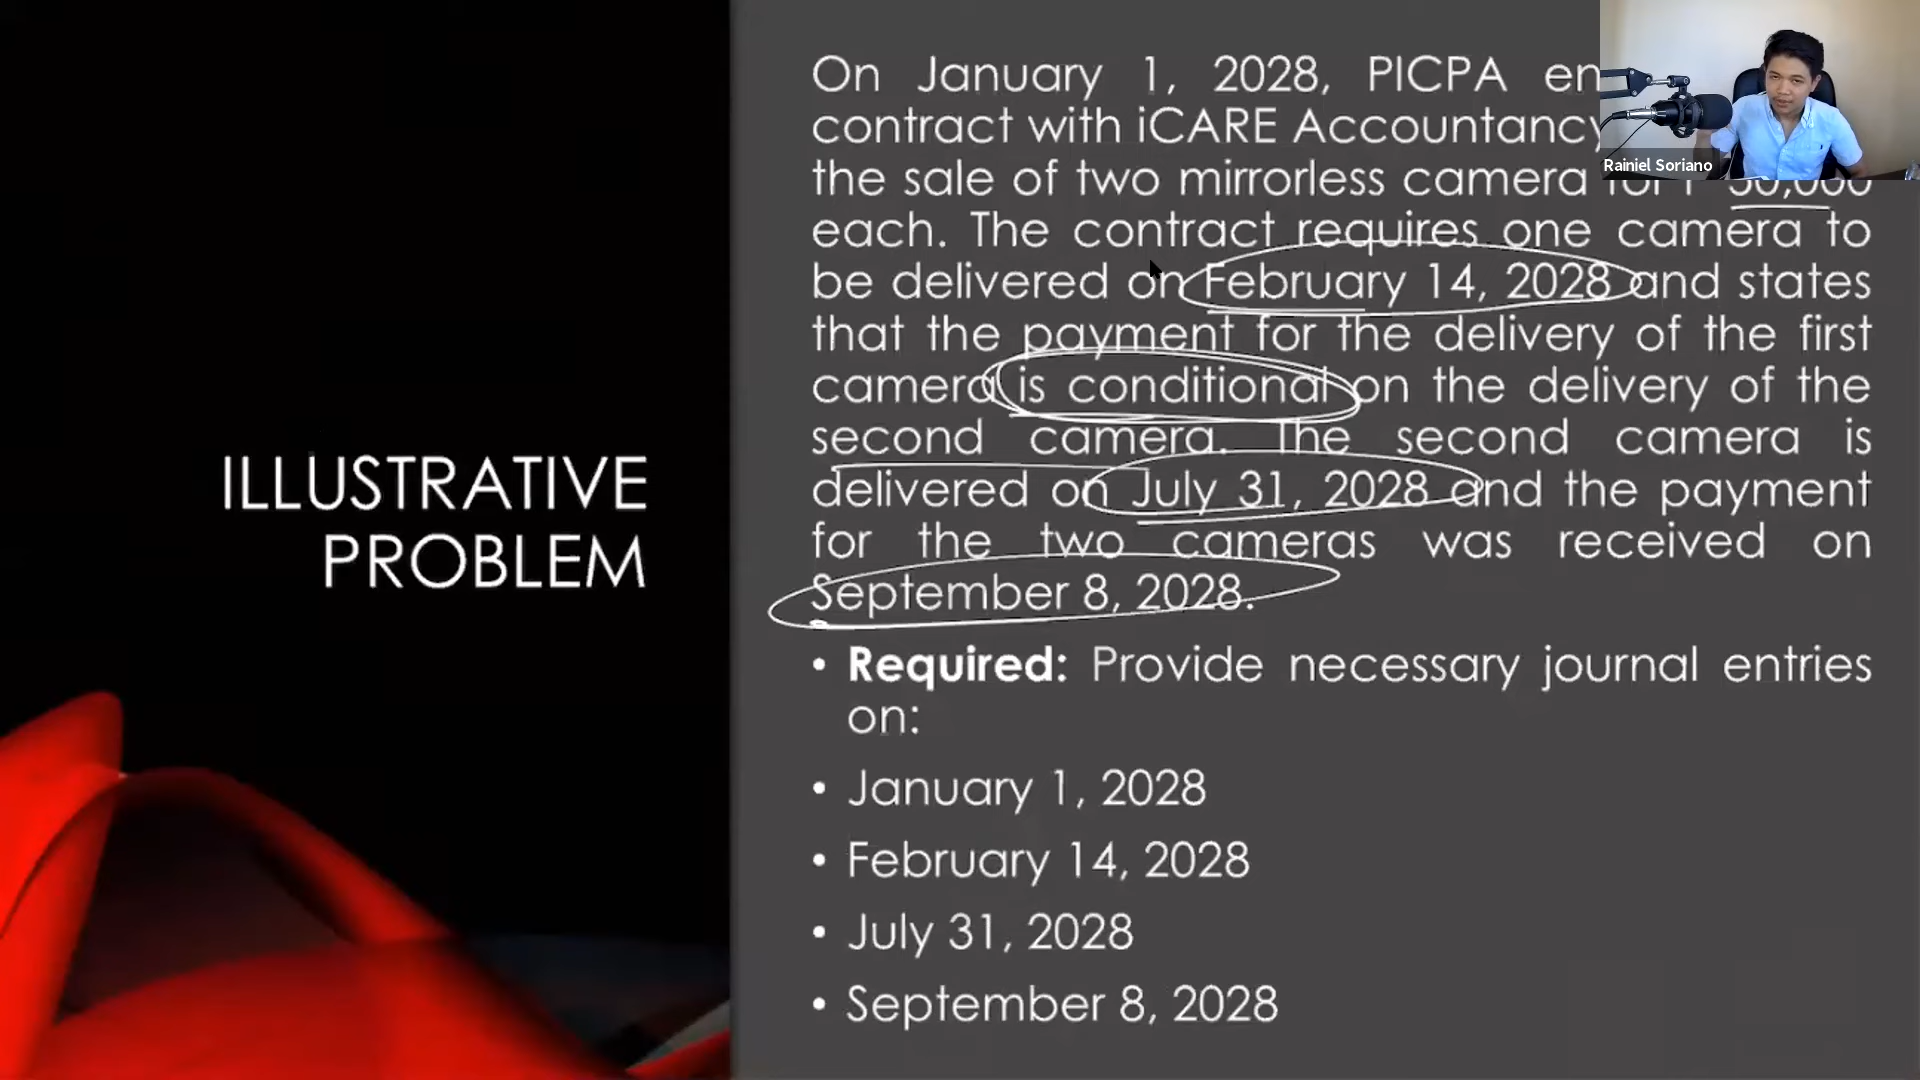 ILLUSTRATIVE
PROBLEM
On January 1, 2028, PICPA en
contract with iCARE Accountancy
the sale of two mirrorless camera for P 50,000
each. The contract requires one camera to
be delivered on February 14, 2028 and states
that the payment for the delivery of the first
camera is conditional on the delivery of the
second camera. The second camera is
delivered on July 31, 2028 and the payment
for the two cameras was received on
September 8, 2028.
• Required: Provide necessary journal entries
on:
• January 1, 2028
• February 14, 2028
• July 31, 2028
• September 8, 2028
Rainiel Soriano